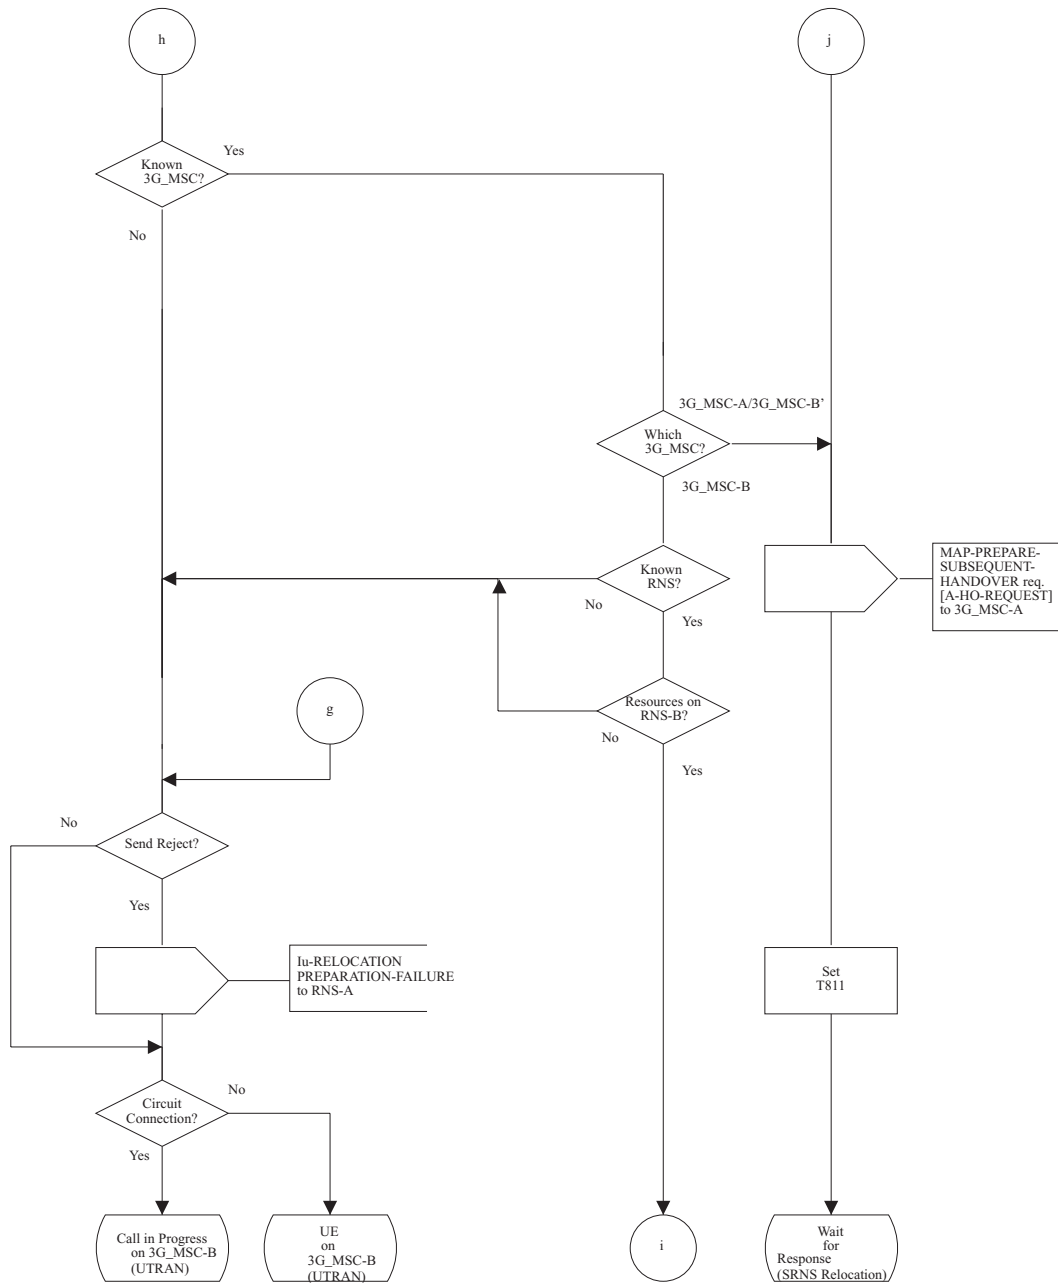 h
j
Known
3G_MSC?
Yes
No
3G_MSC-A/3G_MSC-B'
Which
3G_MSC?
3G_MSC-B
Known
RNS?
No
Yes
MAP-PREPARE-
SUBSEQUENT-
HANDOVER req.
[A-HO-REQUEST]
to 3G_MSC-A
g
Resources on
RNS-B?
No
Yes
No
Send Reject?
Yes
Iu-RELOCATION
PREPARATION-FAILURE
to RNS-A
Set
T811
Circuit
Connection?
No
Yes
Call in Progress
on 3G_MSC-B
(UTRAN)
UE
on
3G_MSC-B
(UTRAN)
i
Wait
for
Response
(SRNS Relocation)